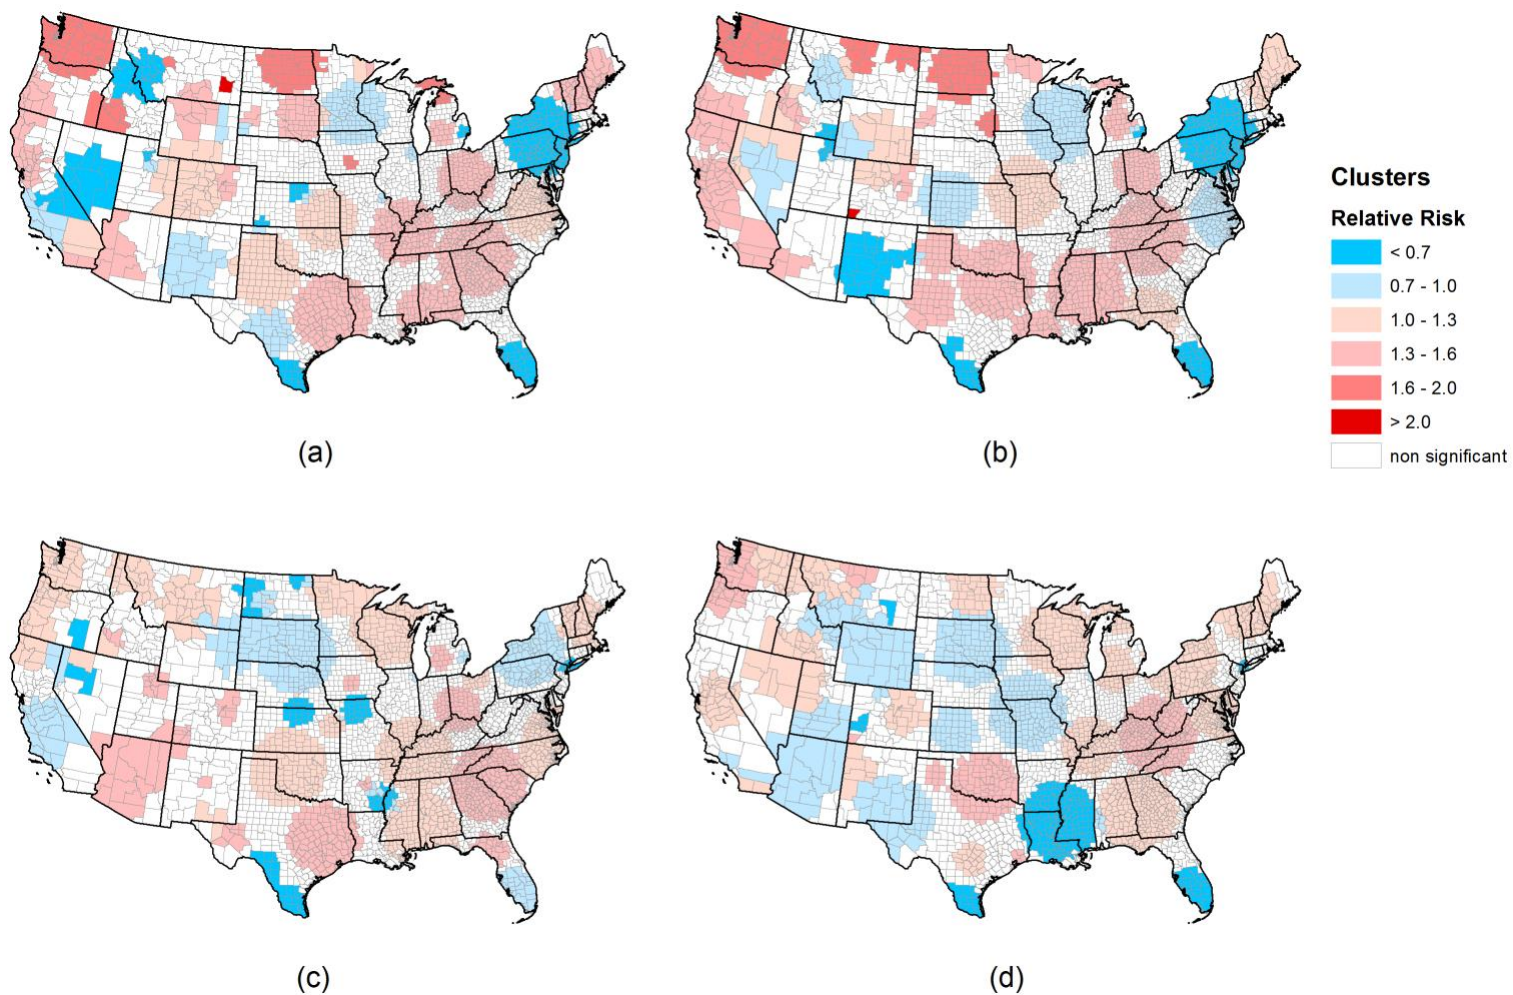 (a)
(b)
Clusters
Relative Risk
< 0.7
0.7 - 1.0
1.0 - 1.3
1.3 - 1.6
1.6 - 2.0
> 2.0
non significant
(c)
(d)